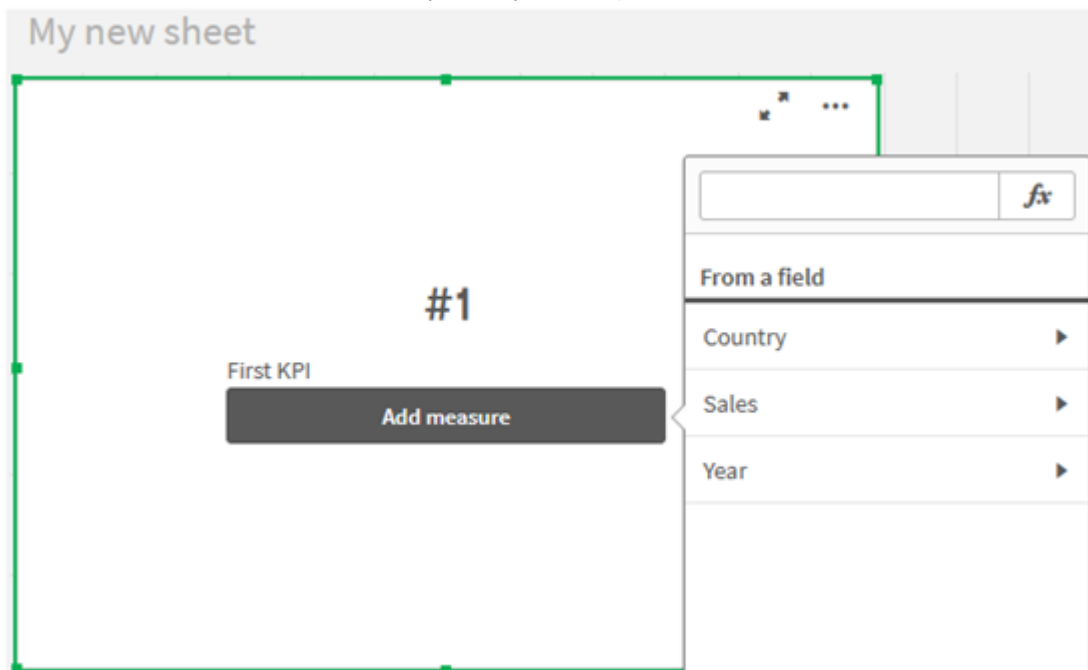 My new sheet
#1
First KPI
Add measure
fx
From a field
Country
Sales
Year